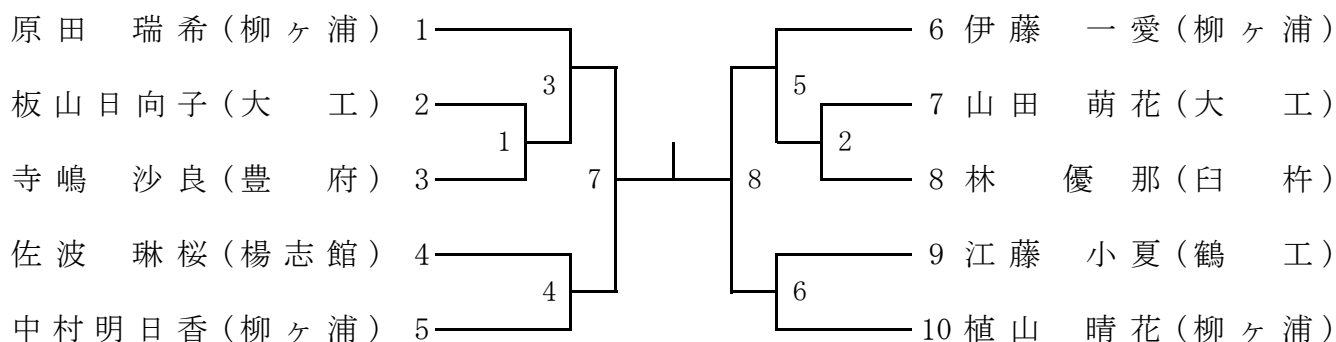 原田 瑞希(柳ヶ浦) 1
3
板山日向子(大 工) 2
1
寺嶋 沙良(豊 府) 3
7
佐波 琳桜(楊志館) 4
4
中村明日香(柳ヶ浦) 5
6 伊藤 一愛(柳ヶ浦)
5
7 山田 萌花(大 工)
2
8 林 優那(臼 杵)
8
9 江藤 小夏(鶴 工)
6
10 植山 晴花(柳ヶ浦)